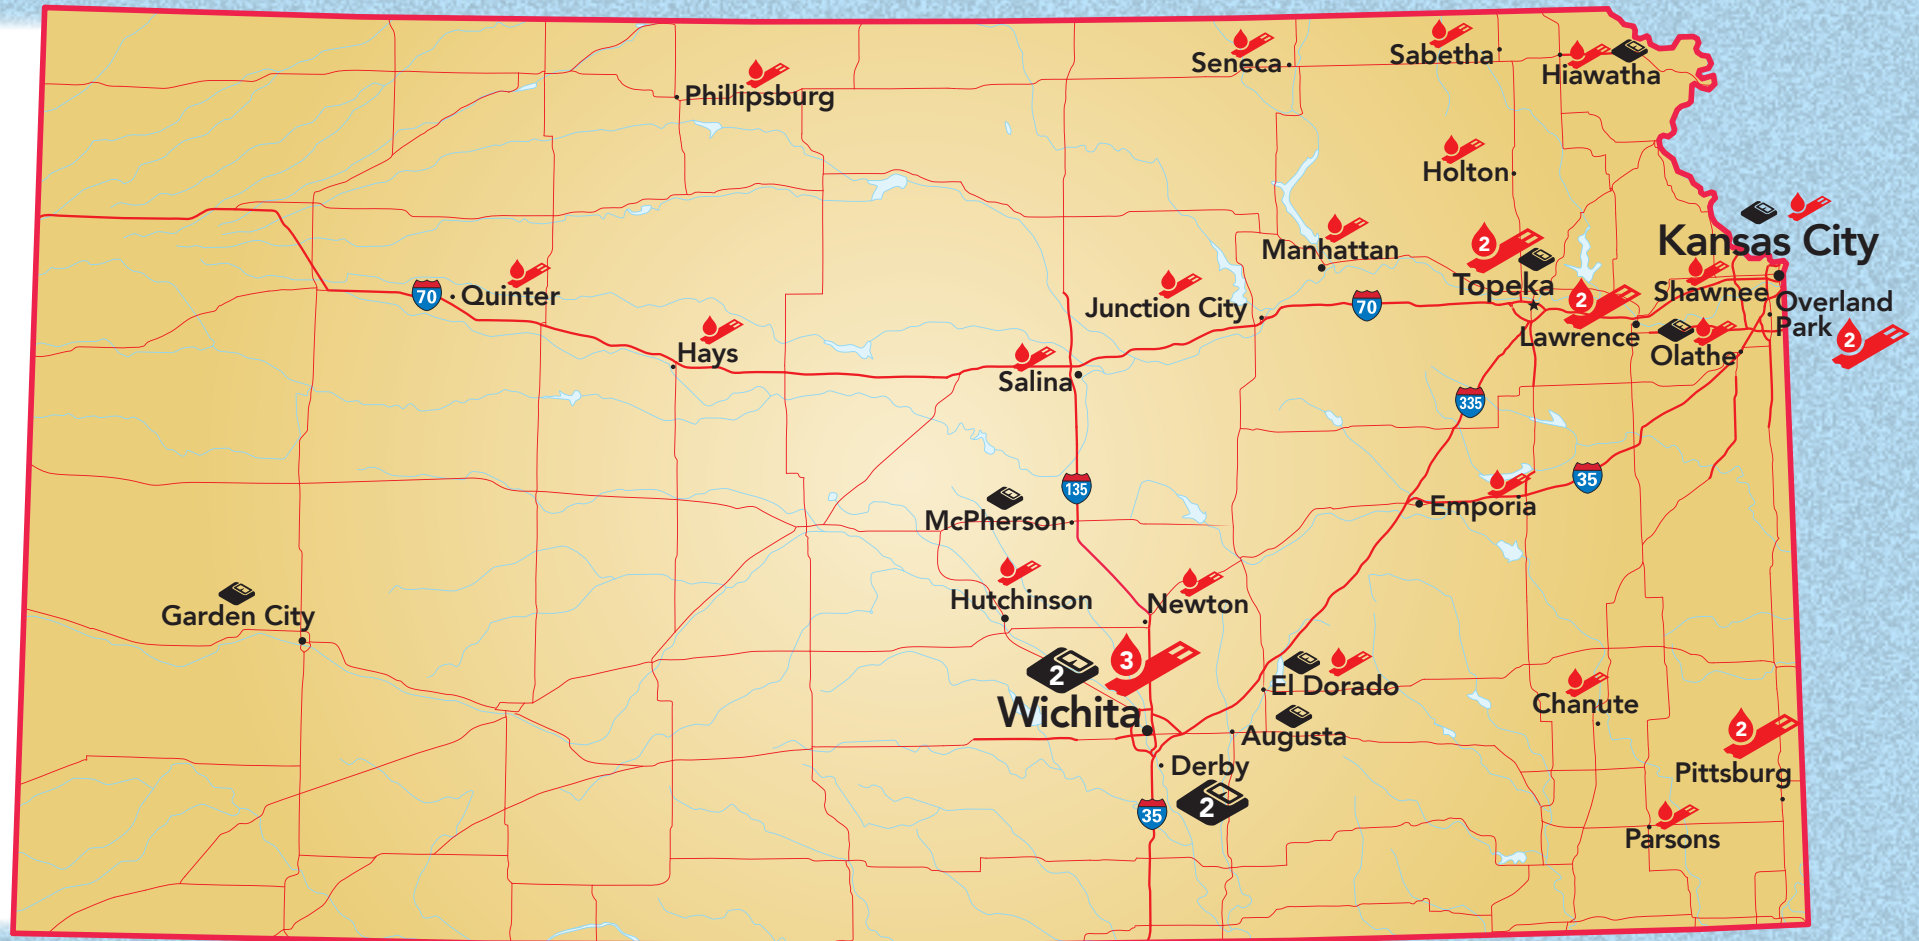 Seneca
Sabetha
Hiawatha
Phillipsburg
Holton
Kansas City
Manhattan
2
Topeka
Shawnee
70
Quinter
Junction City
70
2
Overland
Park
2
Lawrence
Olathe
Hays
Salina
335
135
35
McPherson
Emporia
Garden City
Hutchinson
Newton
2
3
Wichita
El Dorado
Chanute
Augusta
2
Derby
Pittsburg
2
35
Parsons